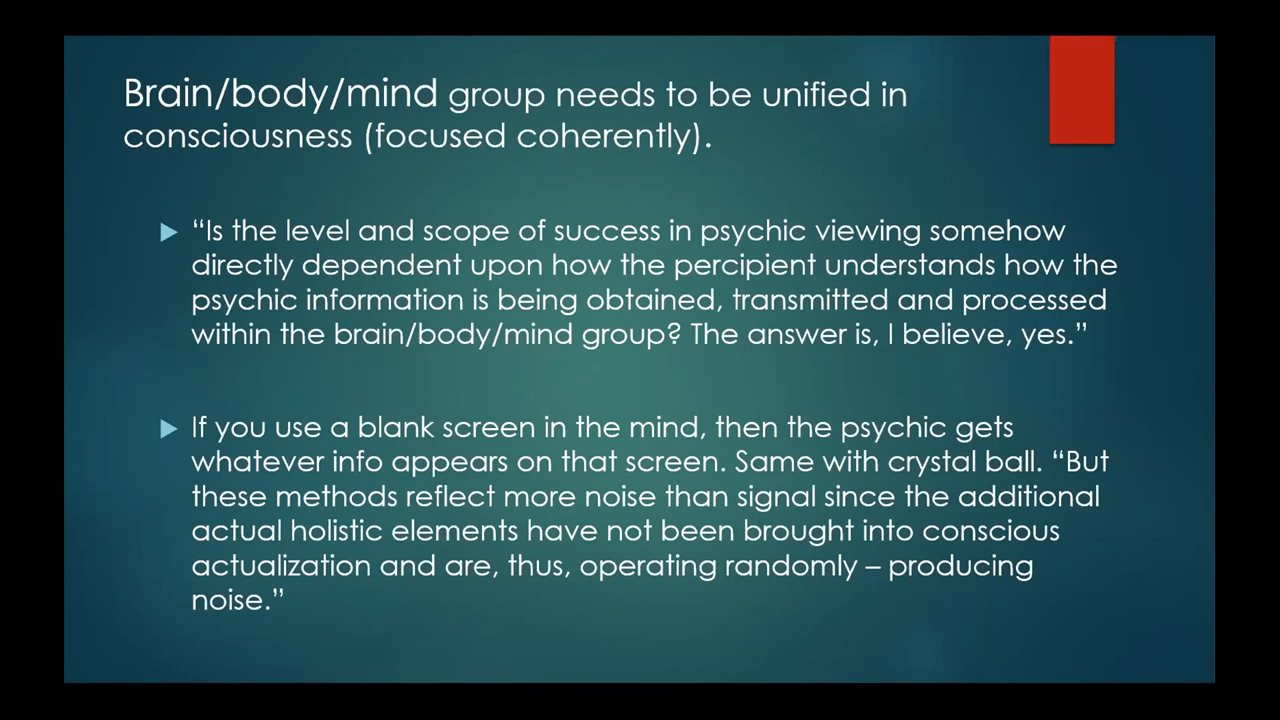 Brain/body/mind group needs to be unified in
consciousness (focused coherently).
“Is the level and scope of success in psychic viewing somehow
directly dependent upon how the percipient understands how the
psychic information is being obtained, transmitted and processed
within the brain/body/mind group? The answer is, I believe, yes.”
If you use a blank screen in the mind, then the psychic gets
whatever info appears on that screen. Same with crystal ball. “But
these methods reflect more noise than signal since the additional
actual holistic elements have not been brought into conscious
actualization and are, thus, operating randomly – producing
noise.”